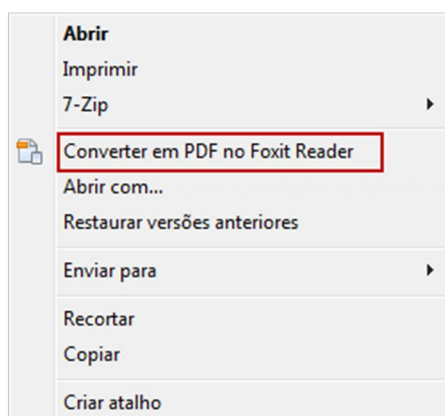 Abrir
Imprimir
7-Zip
Converter em PDF no Foxit Reader
Abrir com...
Restaurar versões anteriores
Enviar para
Recortar
Copiar
Criar atalho